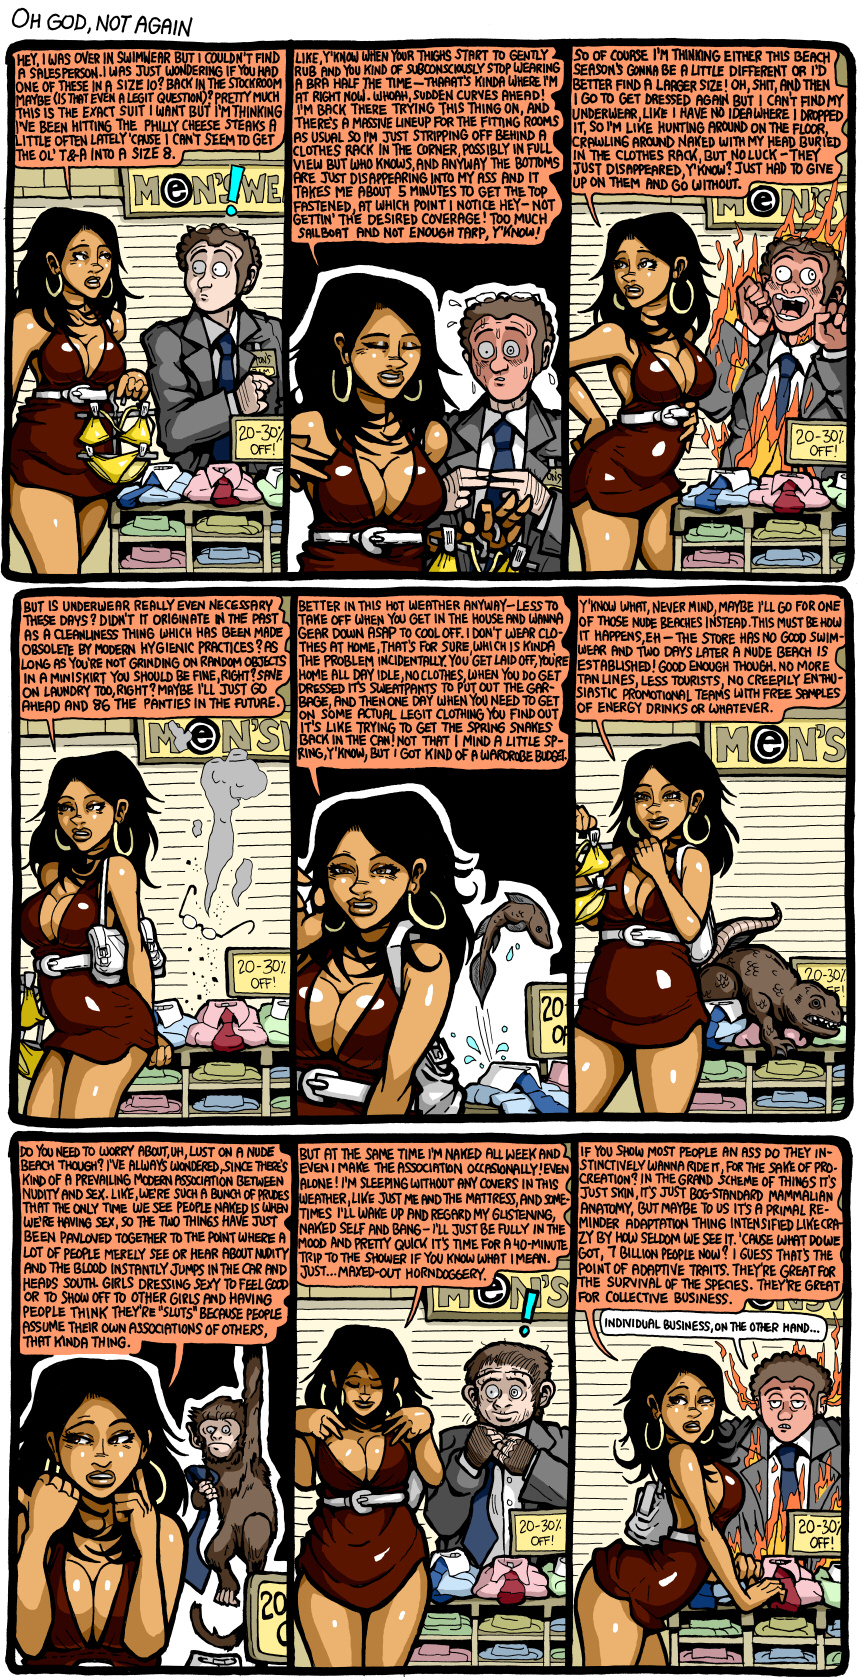 OH GOD, NOT AGAIN
HEY, I WAS OVER IN SWIMWEAR BUT I COULDN'T FIND
A SALESPERSON. I WAS JUST WONDERING IF YOU HAD
ONE OF THESE IN A SIZE 10? BACK IN THE STOCKROOM
MAYBE (IS THAT EVEN A LEGIT QUESTION)? PRETTY MUCH
THIS IS THE EXACT SUIT I WANT BUT I'M THINKING
I'VE BEEN HITTING THE PHILLY CHEESE STEAKS A
LITTLE OFTEN LATELY 'CAUSE I CAN'T SEEM TO GET
THE OL' T&A INTO A SIZE 8.
MEN'S WEA
!
TON'S
20-30%
OFF!
LIKE, Y'KNOW WHEN YOUR THIGHS START TO GENTLY
RUB AND YOU KIND OF SUBCONSCIOUSLY STOP WEARING
A BRA HALF THE TIME — THAAAT'S KINDA WHERE I'M
AT RIGHT NOW. WHOAH, SUDDEN CURVES AHEAD!
I'M BACK THERE TRYING THIS THING ON, AND
THERE'S A MASSIVE LINEUP FOR THE FITTING ROOMS
AS USUAL SO I'M JUST STRIPPING OFF BEHIND A
CLOTHES RACK IN THE CORNER, POSSIBLY IN FULL
VIEW BUT WHO KNOWS, AND ANYWAY THE BOTTOMS
ARE JUST DISAPPEARING INTO MY ASS AND IT
TAKES ME ABOUT 5 MINUTES TO GET THE TOP
FASTENED, AT WHICH POINT I NOTICE HEY — NOT
GETTIN' THE DESIRED COVERAGE! TOO MUCH
SAILBOAT AND NOT ENOUGH TARP, Y'KNOW!
SO OF COURSE I'M THINKING EITHER THIS BEACH
SEASON'S GONNA BE A LITTLE DIFFERENT OR I'D
BETTER FIND A LARGER SIZE! OH, SHIT, AND THEN
I GO TO GET DRESSED AGAIN BUT I CAN'T FIND MY
UNDERWEAR, LIKE I HAVE NO IDEA WHERE I DROPPED
IT, SO I'M LIKE HUNTING AROUND ON THE FLOOR,
CRAWLING AROUND NAKED WITH MY HEAD BURIED
IN THE CLOTHES RACK, BUT NO LUCK — THEY
JUST DISAPPEARED, Y'KNOW? JUST HAD TO GIVE
UP ON THEM AND GO WITHOUT.
MEN'S
20-30%
OFF!
BUT IS UNDERWEAR REALLY EVEN NECESSARY
THESE DAYS? DIDN'T IT ORIGINATE IN THE PAST
AS A CLEANLINESS THING WHICH HAS BEEN MADE
OBSOLETE BY MODERN HYGIENIC PRACTICES? AS
LONG AS YOU'RE NOT GRINDING ON RANDOM OBJECTS
IN A MINISKIRT YOU SHOULD BE FINE, RIGHT? SAVE
ON LAUNDRY TOO, RIGHT? MAYBE I'LL JUST GO
AHEAD AND 86 THE PANTIES IN THE FUTURE.
MEN'S W
20-30%
OFF!
BETTER IN THIS HOT WEATHER ANYWAY — LESS TO
TAKE OFF WHEN YOU GET IN THE HOUSE AND WANNA
GEAR DOWN ASAP TO COOL OFF. I DON'T WEAR CLO-
THES AT HOME, THAT'S FOR SURE, WHICH IS KINDA
THE PROBLEM INCIDENTALLY. YOU GET LAID OFF, YOU'RE
HOME ALL DAY IDLE, NO CLOTHES, WHEN YOU DO GET
DRESSED IT'S SWEATPANTS TO PUT OUT THE GAR-
BAGE, AND THEN ONE DAY WHEN YOU NEED TO GET
ON SOME ACTUAL LEGIT CLOTHING YOU FIND OUT
IT'S LIKE TRYING TO GET THE SPRING SNAKES
BACK IN THE CAN! NOT THAT I MIND A LITTLE SP-
RING, Y'KNOW, BUT I GOT KIND OF A WARDROBE BUDGET.
20
Y'KNOW WHAT, NEVER MIND, MAYBE I'LL GO FOR ONE
OF THOSE NUDE BEACHES INSTEAD. THIS MUST BE HOW
IT HAPPENS, EH — THE STORE HAS NO GOOD SWIM-
WEAR AND TWO DAYS LATER A NUDE BEACH IS
ESTABLISHED! GOOD ENOUGH THOUGH. NO MORE
TAN LINES, LESS TOURISTS, NO CREEPILY ENTHU-
SIASTIC PROMOTIONAL TEAMS WITH FREE SAMPLES
OF ENERGY DRINKS OR WHATEVER.
MEN'S
20-30%
FF!
DO YOU NEED TO WORRY ABOUT, UH, LUST ON A NUDE
BEACH THOUGH? I'VE ALWAYS WONDERED, SINCE THERE'S
KIND OF A PREVAILING MODERN ASSOCIATION BETWEEN
NUDITY AND SEX. LIKE, WE'RE SUCH A BUNCH OF PRUDES
THAT THE ONLY TIME WE SEE PEOPLE NAKED IS WHEN
WE'RE HAVING SEX, SO THE TWO THINGS HAVE JUST
BEEN PAVLOVED TOGETHER TO THE POINT WHERE A
LOT OF PEOPLE MERELY SEE OR HEAR ABOUT NUDITY
AND THE BLOOD INSTANTLY JUMPS IN THE CAR AND
HEADS SOUTH. GIRLS DRESSING SEXY TO FEEL GOOD
OR TO SHOW OFF TO OTHER GIRLS AND HAVING
PEOPLE THINK THEY'RE "SLUTS" BECAUSE PEOPLE
ASSUME THEIR OWN ASSOCIATIONS OF OTHERS,
THAT KINDA THING.
20
BUT AT THE SAME TIME I'M NAKED ALL WEEK AND
EVEN I MAKE THE ASSOCIATION OCCASIONALLY! EVEN
ALONE! I'M SLEEPING WITHOUT ANY COVERS IN THIS
WEATHER, LIKE JUST ME AND THE MATTRESS, AND SOME-
TIMES I'LL WAKE UP AND REGARD MY GLISTENING,
NAKED SELF AND BANG — I'LL JUST BE FULLY IN THE
MOOD AND PRETTY QUICK IT'S TIME FOR A 40-MINUTE
TRIP TO THE SHOWER IF YOU KNOW WHAT I MEAN.
JUST... MAXED-OUT HORNDOGGERY.
MEN'S
!
20-30%
OFF!
IF YOU SHOW MOST PEOPLE AN ASS DO THEY IN-
STINCTIVELY WANNA RIDE IT, FOR THE SAKE OF PRO-
CREATION? IN THE GRAND SCHEME OF THINGS IT'S
JUST SKIN, IT'S JUST BOG-STANDARD MAMMALIAN
ANATOMY, BUT MAYBE TO US IT'S A PRIMAL RE-
MINDER ADAPTATION THING INTENSIFIED LIKE CRA-
ZY BY HOW SELDOM WE SEE IT. 'CAUSE WHAT DO WE
GOT, 7 BILLION PEOPLE NOW? I GUESS THAT'S THE
POINT OF ADAPTIVE TRAITS. THEY'RE GREAT FOR
THE SURVIVAL OF THE SPECIES. THEY'RE GREAT
FOR COLLECTIVE BUSINESS.
INDIVIDUAL BUSINESS, ON THE OTHER HAND...
20-30%
OFF!